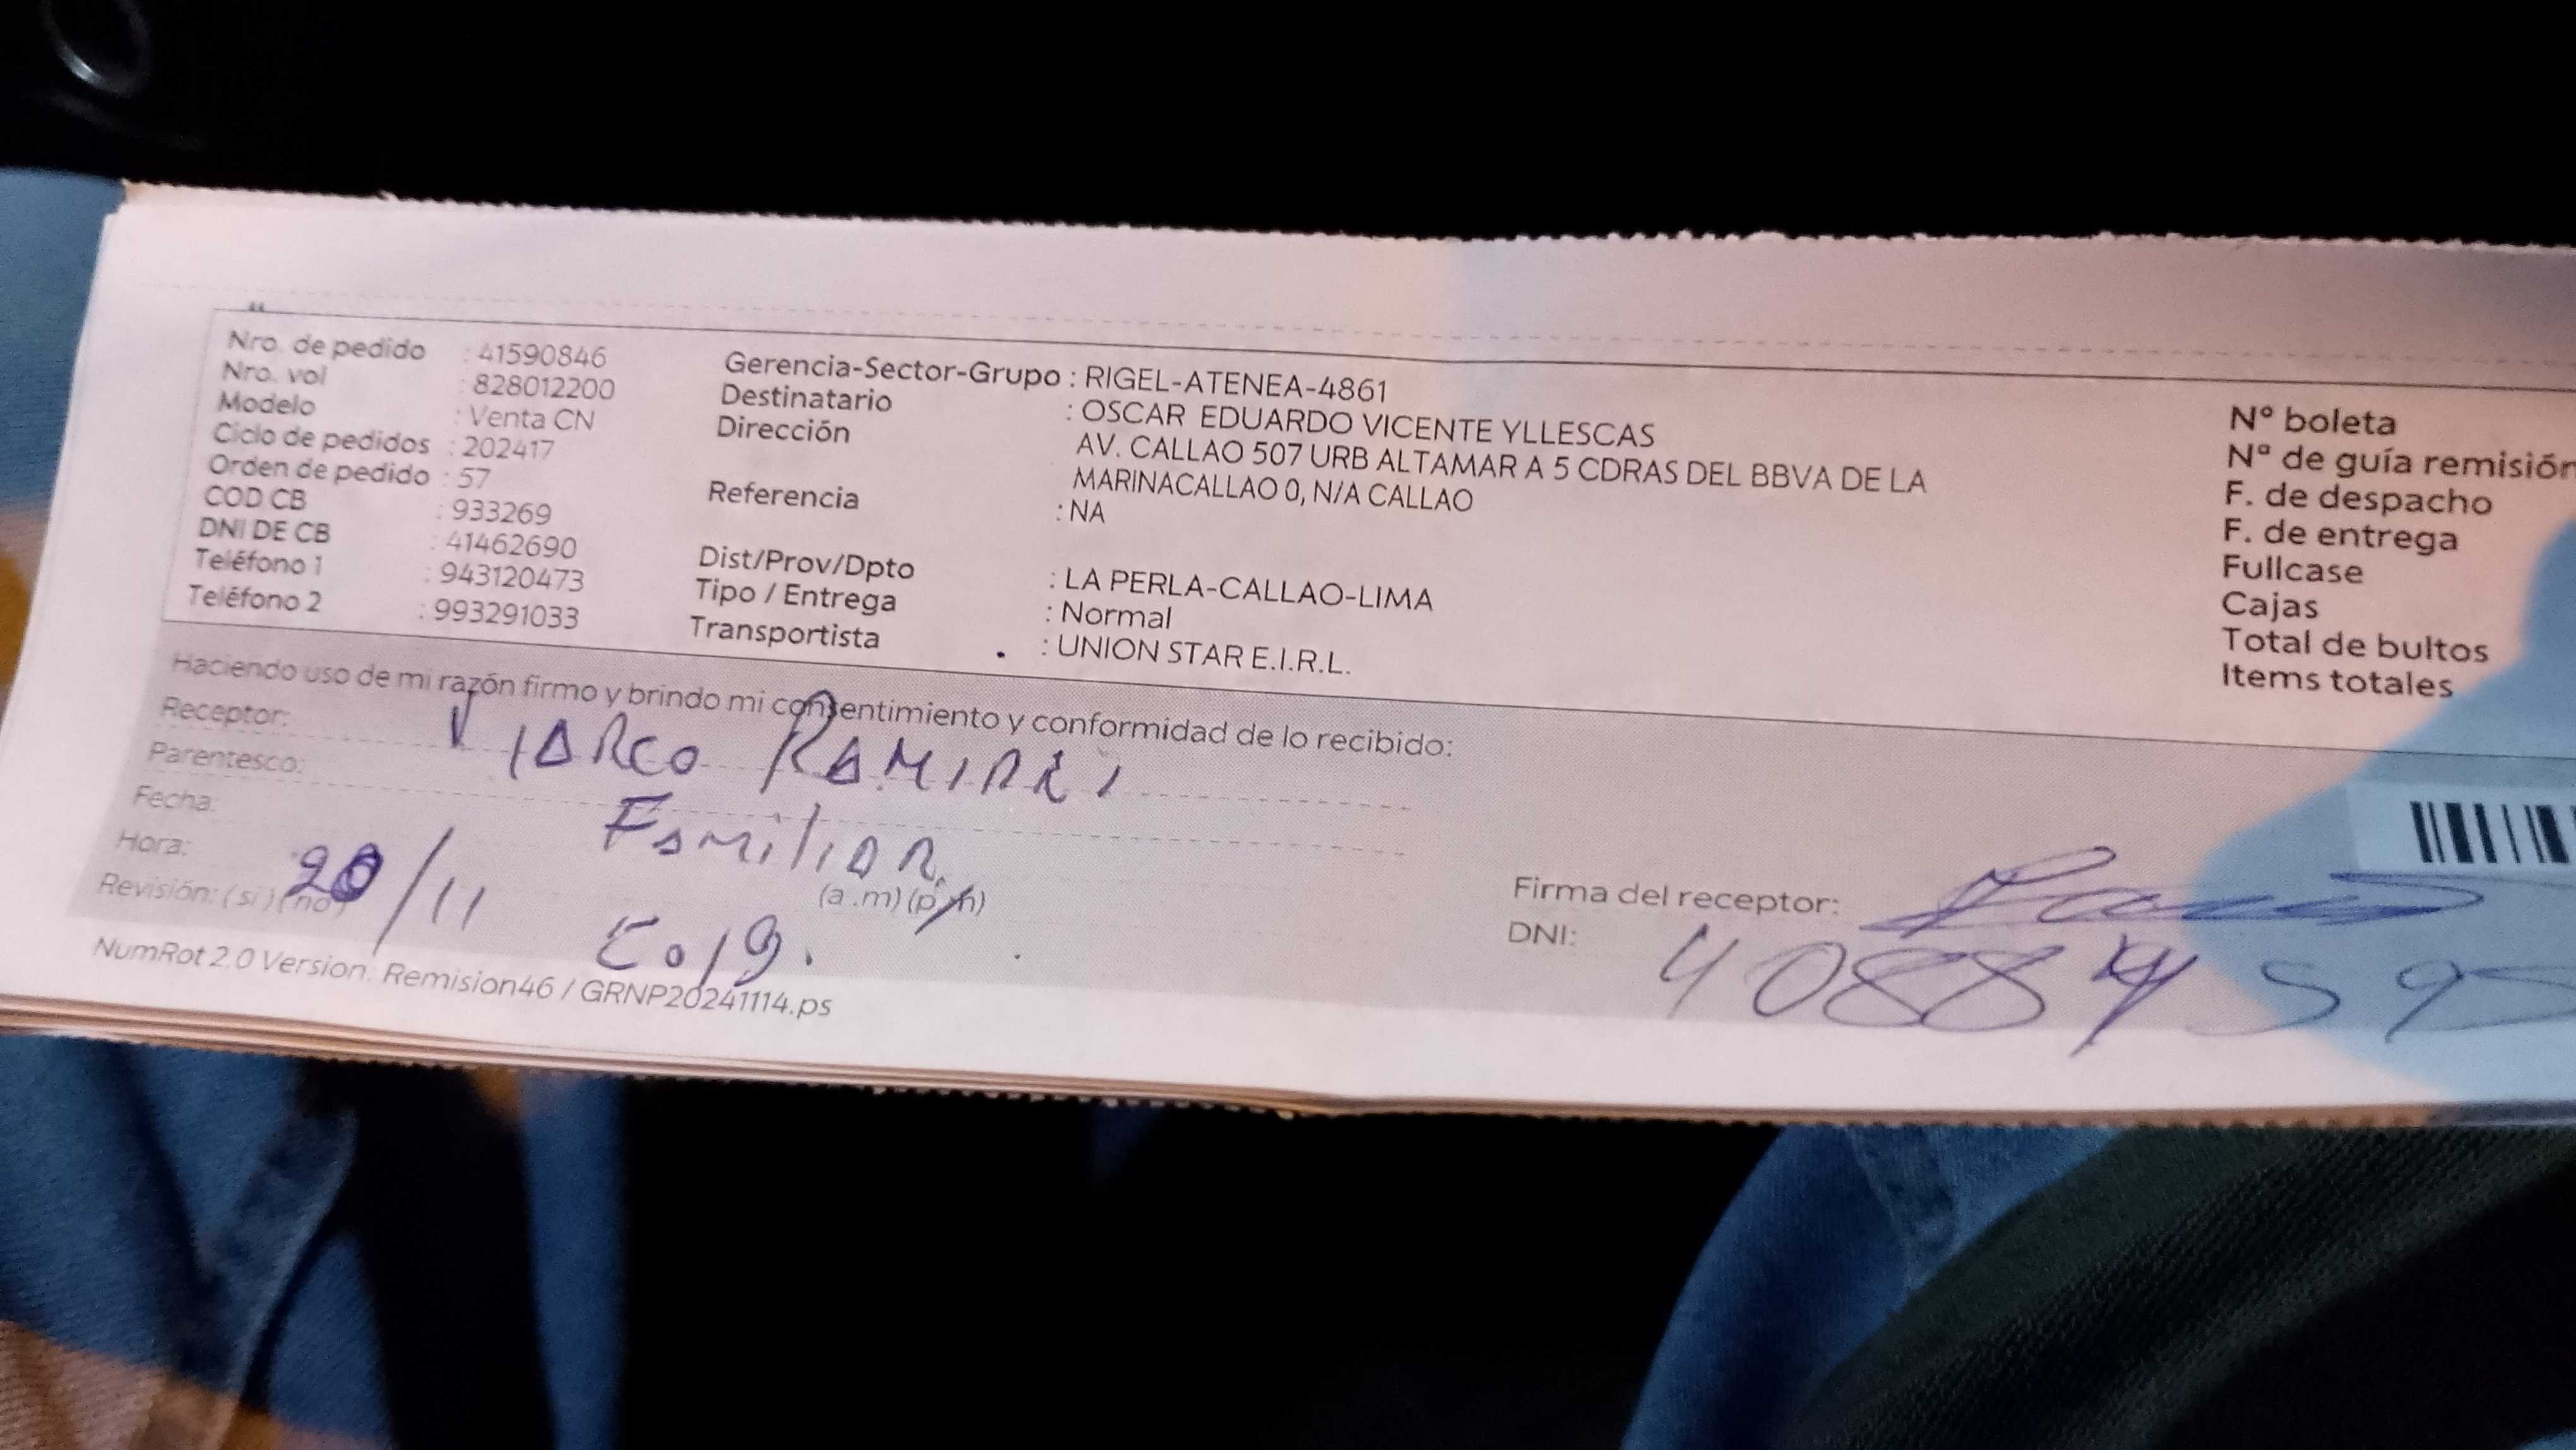 Nro. de pedido : 41590846
Nro. vol : 828012200
Modelo : Venta CN
Ciclo de pedidos : 202417
Orden de pedido : 57
COD CB : 933269
DNI DE CB : 41462690
Teléfono 1 : 943120473
Teléfono 2 : 993291033
Gerencia-Sector-Grupo : RIGEL-ATENEA-4861
Destinatario : OSCAR EDUARDO VICENTE YLLESCAS
Dirección AV. CALLAO 507 URB ALTAMAR A 5 CDRAS DEL BBVA DE LA
MARINACALLAO 0, N/A CALLAO
Referencia : NA
Dist/Prov/Dpto : LA PERLA-CALLAO-LIMA
Tipo / Entrega : Normal
Transportista : UNION STAR E.I.R.L.
N° boleta
N° de guía remisión
F. de despacho
F. de entrega
Fullcase
Cajas
Total de bultos
Items totales
Haciendo uso de mi razón firmo y brindo mi consentimiento y conformidad de lo recibido:
Receptor: MARCO
Parentesco: Familiar
Fecha: 20/11
Hora: (a.m) (p.m)
Revisión: (si) (no)
Firma del receptor:
DNI:
NumRot 2.0 Version. Remision46 / GRNP20241114.ps